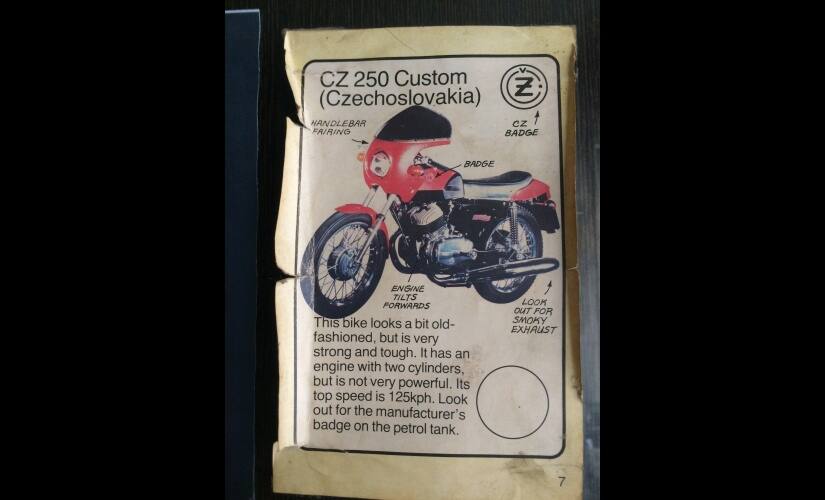 CZ 250 Custom
(Czechoslovakia)
HANDLEBAR
FAIRING
CZ
BADGE
BADGE
ENGINE
TILTS
FORWARDS
LOOK
OUT FOR
SMOKY
EXHAUST
This bike looks a bit old-
fashioned, but is very
strong and tough. It has an
engine with two cylinders,
but is not very powerful. Its
top speed is 125kph. Look
out for the manufacturer's
badge on the petrol tank.
7